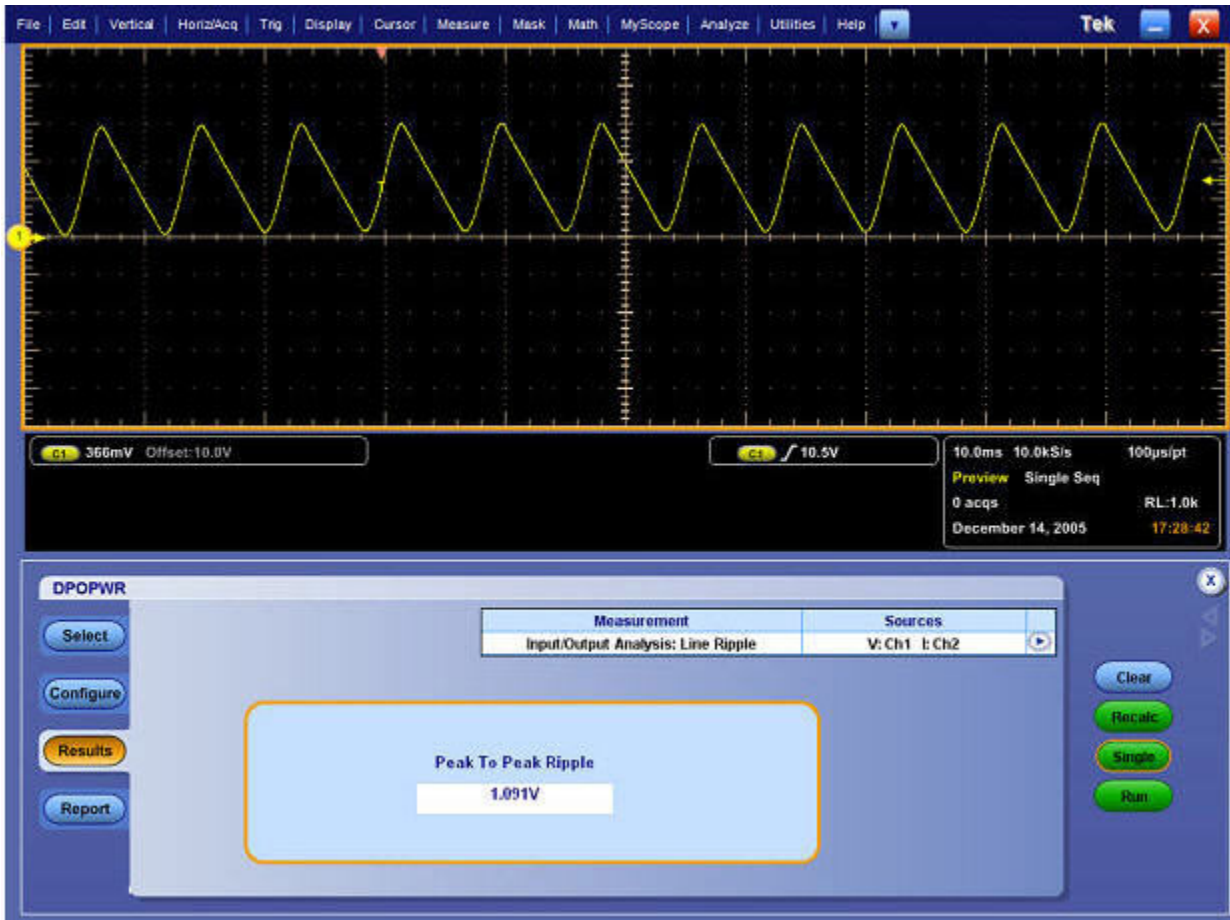 File | Edit | Vertical | Horiz/Acq | Trig | Display | Cursor | Measure | Mask | Math | MyScope | Analyze | Utilities | Help Tek X
T
1
C1 366mV Offset:10.0V
C1 10.5V
10.0ms 10.0kS/s 100µs/pt
Preview Single Seq
0 acqs RL:1.0k
December 14, 2005 17:28:42
DPOPWR
X
Measurement Sources
Input/Output Analysis: Line Ripple V: Ch1 I: Ch2
Select
Configure
Results
Report
Peak To Peak Ripple
1.091V
Clear
Recalc
Single
Run